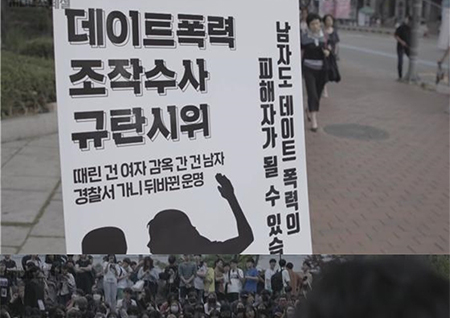 데이트폭력
조작수사
규탄시위
때린 건 여자 감옥 간 건 남자
경찰서 가니 뒤바뀐 운명
남자도 데이트 폭력의
피해자가 될 수 있습